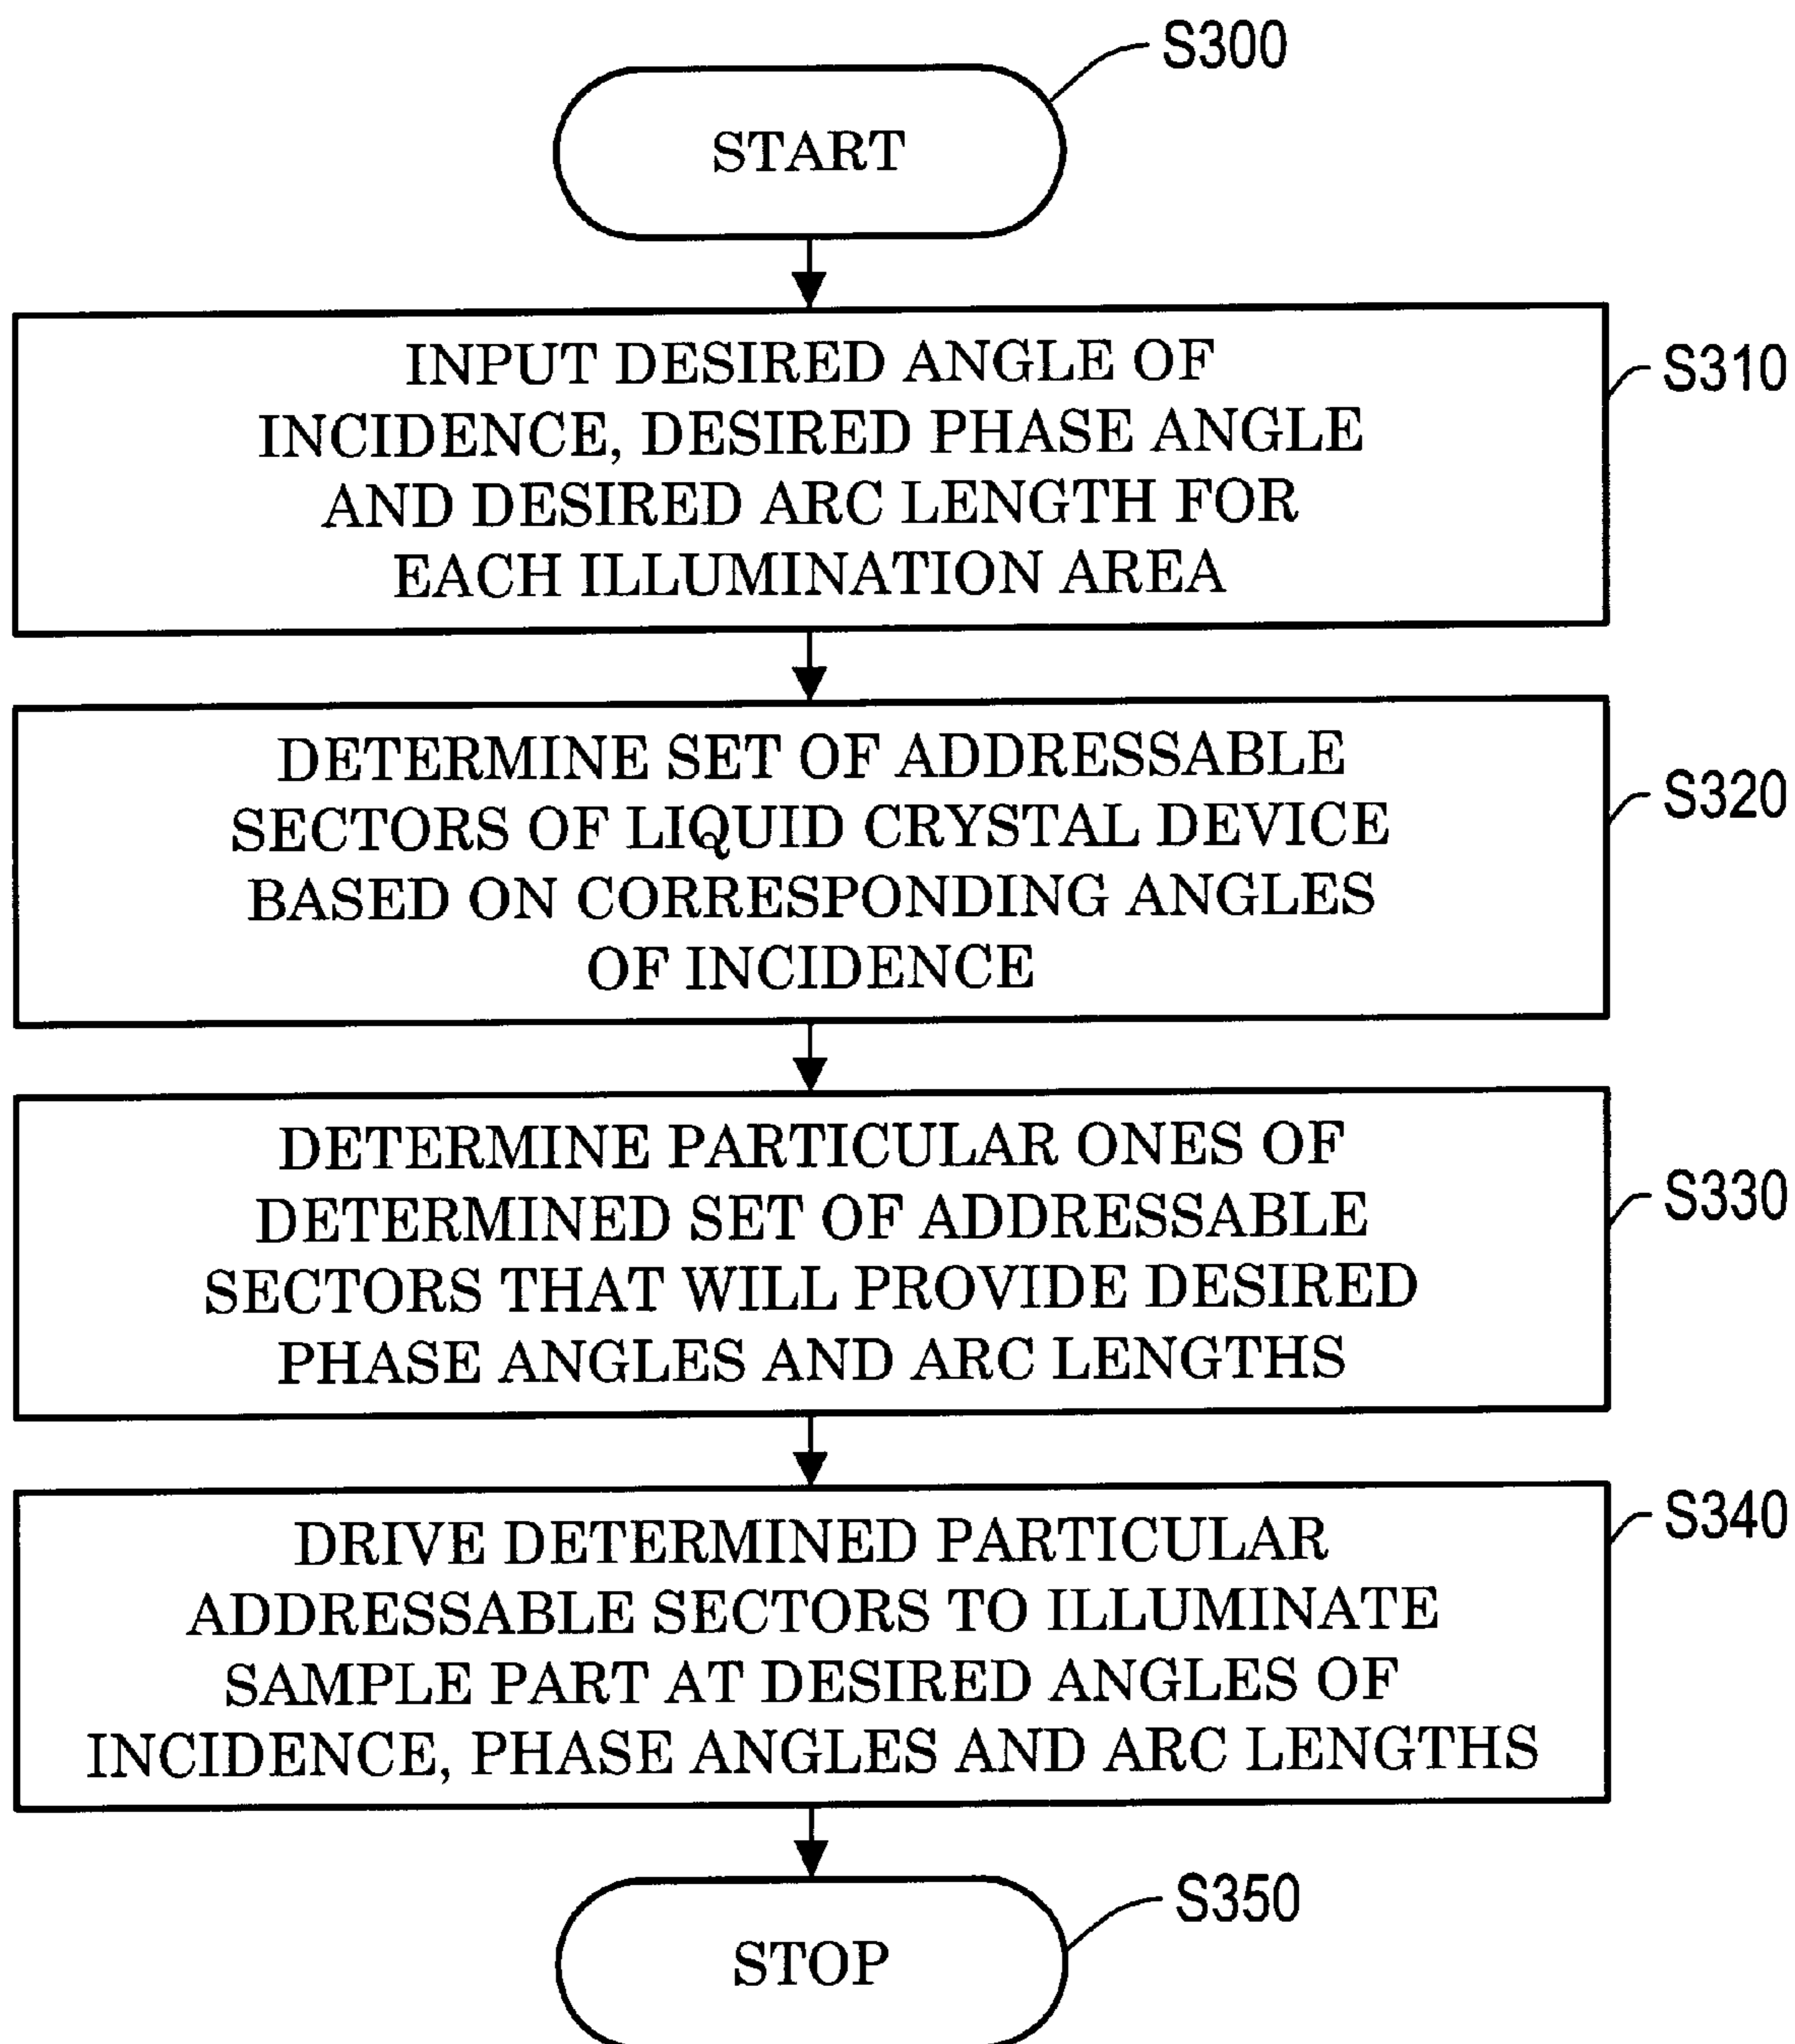 S300
START
INPUT DESIRED ANGLE OF
INCIDENCE, DESIRED PHASE ANGLE
AND DESIRED ARC LENGTH FOR
EACH ILLUMINATION AREA
S310
DETERMINE SET OF ADDRESSABLE
SECTORS OF LIQUID CRYSTAL DEVICE
BASED ON CORRESPONDING ANGLES
OF INCIDENCE
S320
DETERMINE PARTICULAR ONES OF
DETERMINED SET OF ADDRESSABLE
SECTORS THAT WILL PROVIDE DESIRED
PHASE ANGLES AND ARC LENGTHS
S330
DRIVE DETERMINED PARTICULAR
ADDRESSABLE SECTORS TO ILLUMINATE
SAMPLE PART AT DESIRED ANGLES OF
INCIDENCE, PHASE ANGLES AND ARC LENGTHS
S340
S350
STOP